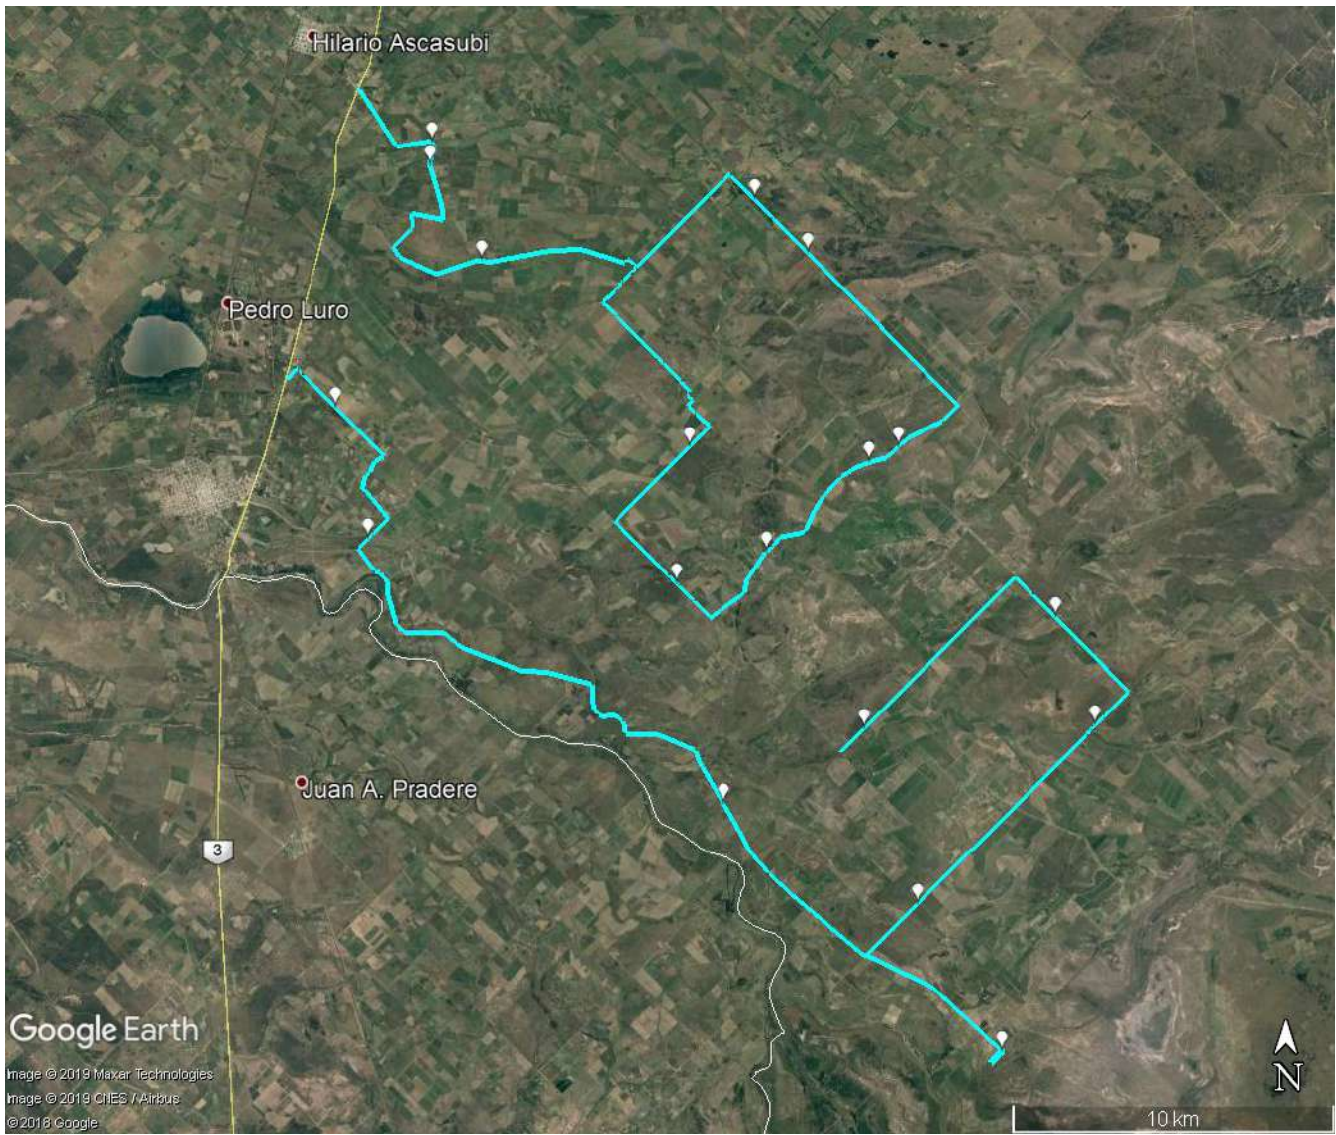 Hilario Ascasubi
Pedro Luro
Juan A. Pradere
3
Google Earth
Image © 2019 Maxar Technologies
Image © 2019 CNES / Airbus
© 2018 Google
N
10 km